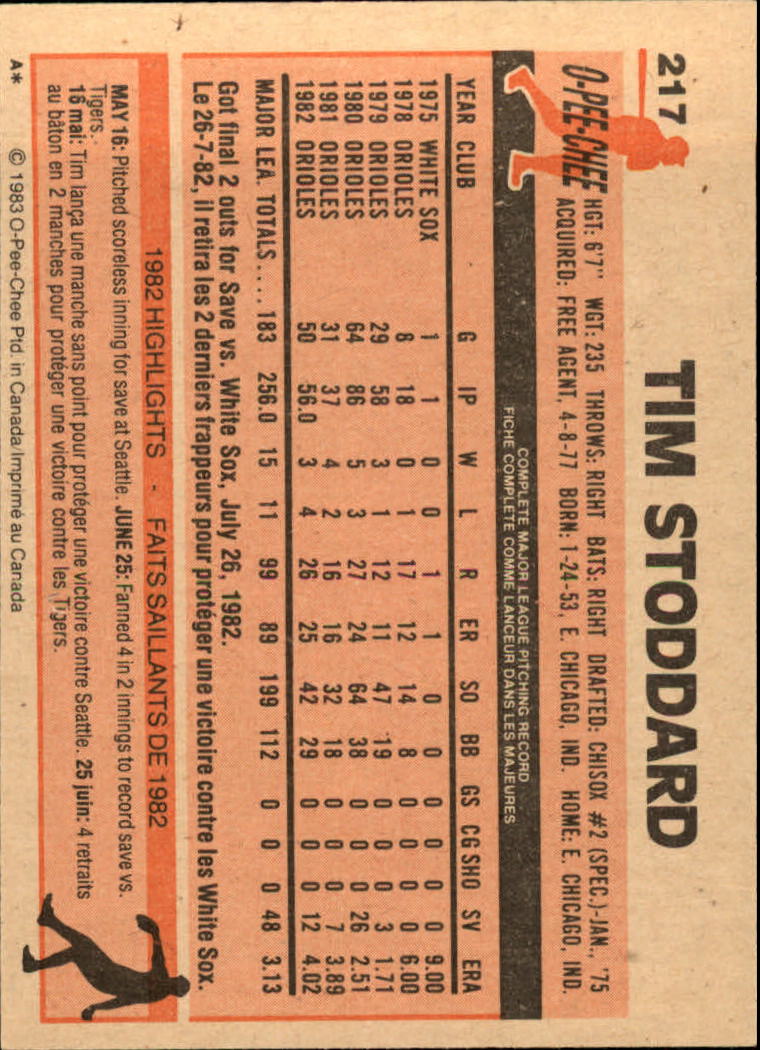 217
TIM STODDARD
O-PEE-CHEE
HGT: 6'7" WGT: 235 THROWS: RIGHT BATS: RIGHT DRAFTED: CHISOX #2 (SPEC.)-JAN., '75
ACQUIRED: FREE AGENT, 4-8-77 BORN: 1-24-53, E. CHICAGO, IND. HOME: E. CHICAGO, IND.
COMPLETE MAJOR LEAGUE PITCHING RECORD
FICHE COMPLÈTE COMME LANCEUR DANS LES MAJEURES
YEAR CLUB G IP W L R ER SO BB GS CG SHO SV ERA
1975 WHITE SOX 1 1 0 0 1 1 0 0 0 0 0 0 9.00
1978 ORIOLES 8 18 0 1 17 12 14 8 0 0 0 0 6.00
1979 ORIOLES 29 58 3 1 12 11 47 19 0 0 0 3 1.71
1980 ORIOLES 64 86 5 3 27 24 64 38 0 0 0 26 2.51
1981 ORIOLES 31 37 4 2 16 16 32 18 0 0 0 7 3.89
1982 ORIOLES 50 56.0 3 4 26 25 42 29 0 0 0 12 4.02
MAJOR LEA. TOTALS.... 183 256.0 15 11 99 89 199 112 0 0 0 48 3.13
Got final 2 outs for Save vs. White Sox, July 26, 1982.
Le 26-7-82, il retira les 2 derniers frappeurs pour protéger une victoire contre les White Sox.
1982 HIGHLIGHTS - FAITS SAILLANTS DE 1982
MAY 16: Pitched scoreless inning for save at Seattle. JUNE 25: Fanned 4 in 2 innings to record save vs.
Tigers.
16 mai: Tim lança une manche sans point pour protéger une victoire contre Seattle. 25 juin: 4 retraits
au bâton en 2 manches pour protéger une victoire contre les Tigers.
A* © 1983 O-Pee-Chee Ptd. in Canada/Imprimé au Canada